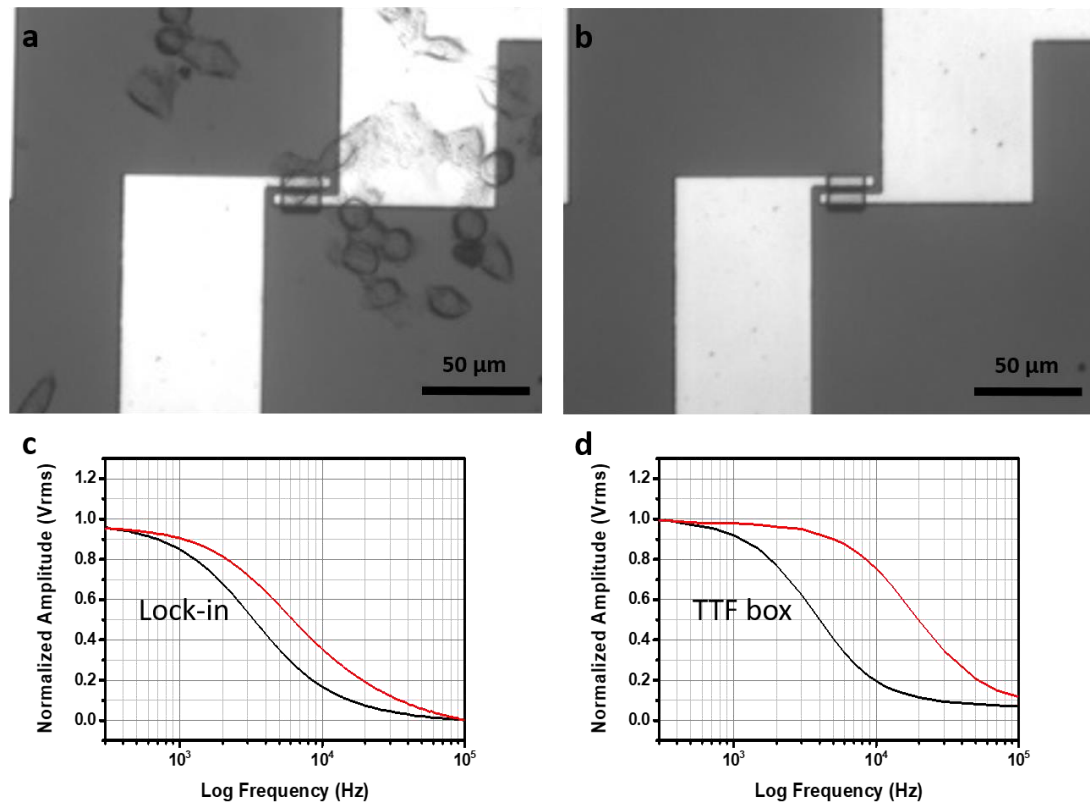 a
b
50 µm
50 µm
c
d
Normalized Amplitude (Vrms)
1.2
1.0
0.8
0.6
0.4
0.2
0.0
Lock-in
10³
10⁴
10⁵
Log Frequency (Hz)
Normalized Amplitude (Vrms)
1.2
1.0
0.8
0.6
0.4
0.2
0.0
TTF box
10³
10⁴
10⁵
Log Frequency (Hz)